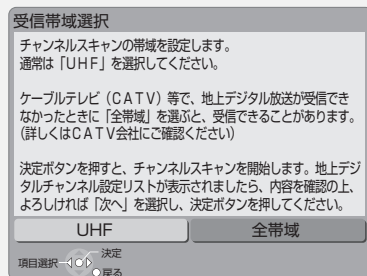 受信帯域選択
チャンネルスキャンの帯域を設定します。
通常は「UHF」を選択してください。
ケーブルテレビ（CATV）等で、地上デジタル放送が受信でき
なかったときに「全帯域」を選ぶと、受信できることがあります。
（詳しくはCATV会社にご確認ください）
決定ボタンを押すと、チャンネルスキャンを開始します。地上デジ
タルチャンネル設定リストが表示されましたら、内容を確認の上、
よろしければ「次へ」を選択し、決定ボタンを押してください。
UHF 全帯域
決定
項目選択
戻る